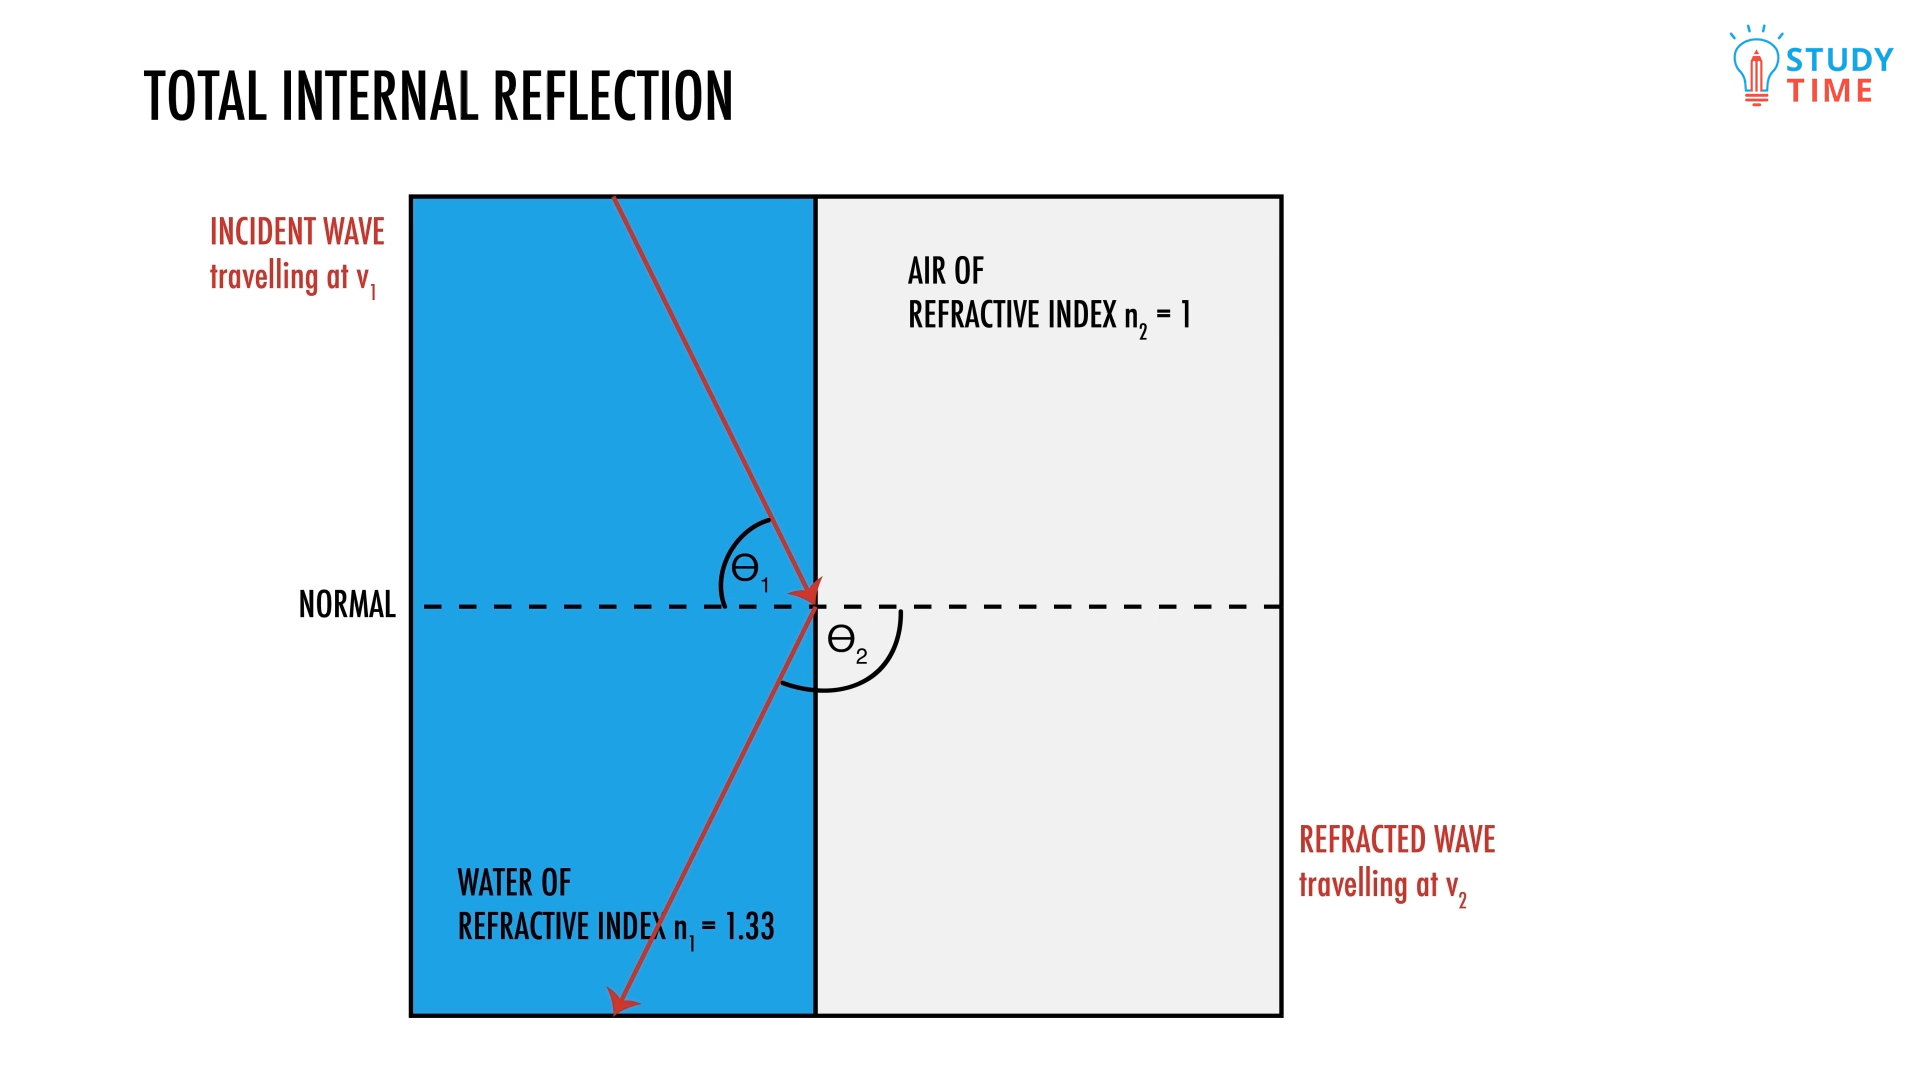 TOTAL INTERNAL REFLECTION
STUDY
TIME
INCIDENT WAVE
travelling at v₁
AIR OF
REFRACTIVE INDEX n₂ = 1
Θ₁
NORMAL
Θ₂
REFRACTED WAVE
travelling at v₂
WATER OF
REFRACTIVE INDEX n₁ = 1.33